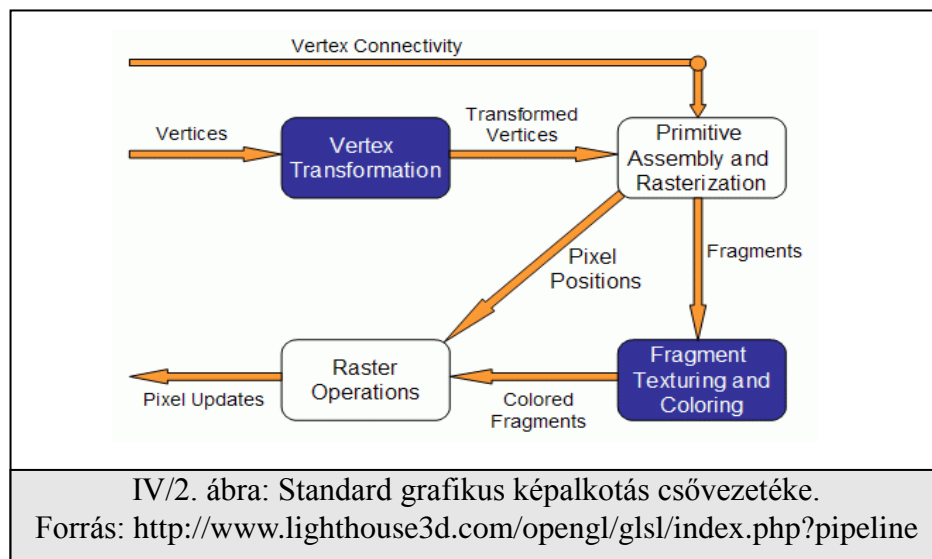 Vertex Connectivity
Vertices
Vertex
Transformation
Transformed
Vertices
Primitive
Assembly and
Rasterization
Pixel
Positions
Fragments
Raster
Operations
Fragment
Texturing and
Coloring
Pixel Updates
Colored
Fragments
IV/2. ábra: Standard grafikus képalkotás csővezetéke.
Forrás: http://www.lighthouse3d.com/opengl/glsl/index.php?pipeline